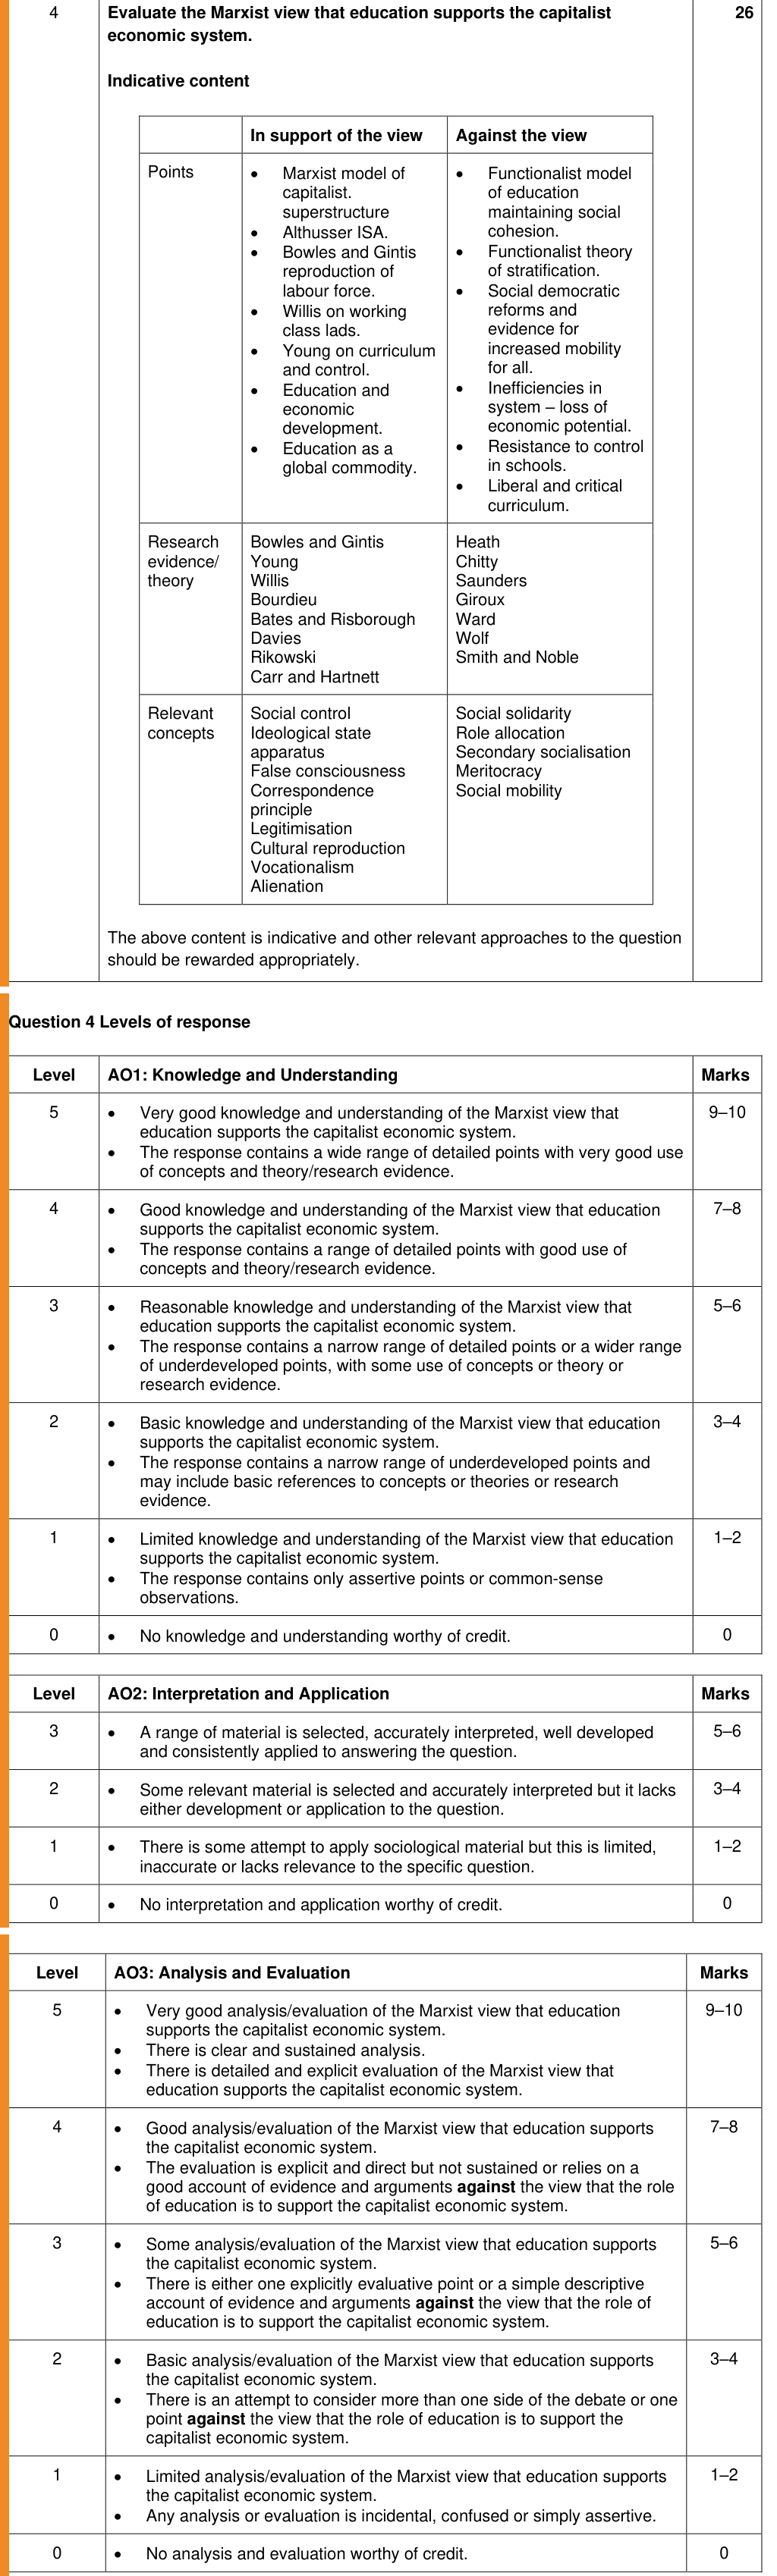 4
Evaluate the Marxist view that education supports the capitalist
economic system.
26
Indicative content
In support of the view
Against the view
Points
• Marxist model of
capitalist.
superstructure
• Althusser ISA.
• Bowles and Gintis
reproduction of
labour force.
• Willis on working
class lads.
• Young on curriculum
and control.
• Education and
economic
development.
• Education as a
global commodity.
• Functionalist model
of education
maintaining social
cohesion.
• Functionalist theory
of stratification.
• Social democratic
reforms and
evidence for
increased mobility
for all.
• Inefficiencies in
system – loss of
economic potential.
• Resistance to control
in schools.
• Liberal and critical
curriculum.
Research
evidence/
theory
Bowles and Gintis
Young
Willis
Bourdieu
Bates and Risborough
Davies
Rikowski
Carr and Hartnett
Heath
Chitty
Saunders
Giroux
Ward
Wolf
Smith and Noble
Relevant
concepts
Social control
Ideological state
apparatus
False consciousness
Correspondence
principle
Legitimisation
Cultural reproduction
Vocationalism
Alienation
Social solidarity
Role allocation
Secondary socialisation
Meritocracy
Social mobility
The above content is indicative and other relevant approaches to the question
should be rewarded appropriately.
Question 4 Levels of response
Level
AO1: Knowledge and Understanding
Marks
5
• Very good knowledge and understanding of the Marxist view that
education supports the capitalist economic system.
• The response contains a wide range of detailed points with very good use
of concepts and theory/research evidence.
9–10
4
• Good knowledge and understanding of the Marxist view that education
supports the capitalist economic system.
• The response contains a range of detailed points with good use of
concepts and theory/research evidence.
7–8
3
• Reasonable knowledge and understanding of the Marxist view that
education supports the capitalist economic system.
• The response contains a narrow range of detailed points or a wider range
of underdeveloped points, with some use of concepts or theory or
research evidence.
5–6
2
• Basic knowledge and understanding of the Marxist view that education
supports the capitalist economic system.
• The response contains a narrow range of underdeveloped points and
may include basic references to concepts or theories or research
evidence.
3–4
1
• Limited knowledge and understanding of the Marxist view that education
supports the capitalist economic system.
• The response contains only assertive points or common-sense
observations.
1–2
0
• No knowledge and understanding worthy of credit.
0
Level
AO2: Interpretation and Application
Marks
3
• A range of material is selected, accurately interpreted, well developed
and consistently applied to answering the question.
5–6
2
• Some relevant material is selected and accurately interpreted but it lacks
either development or application to the question.
3–4
1
• There is some attempt to apply sociological material but this is limited,
inaccurate or lacks relevance to the specific question.
1–2
0
• No interpretation and application worthy of credit.
0
Level
AO3: Analysis and Evaluation
Marks
5
• Very good analysis/evaluation of the Marxist view that education
supports the capitalist economic system.
• There is clear and sustained analysis.
• There is detailed and explicit evaluation of the Marxist view that
education supports the capitalist economic system.
9–10
4
• Good analysis/evaluation of the Marxist view that education supports
the capitalist economic system.
• The evaluation is explicit and direct but not sustained or relies on a
good account of evidence and arguments against the view that the role
of education is to support the capitalist economic system.
7–8
3
• Some analysis/evaluation of the Marxist view that education supports
the capitalist economic system.
• There is either one explicitly evaluative point or a simple descriptive
account of evidence and arguments against the view that the role of
education is to support the capitalist economic system.
5–6
2
• Basic analysis/evaluation of the Marxist view that education supports
the capitalist economic system.
• There is an attempt to consider more than one side of the debate or one
point against the view that the role of education is to support the
capitalist economic system.
3–4
1
• Limited analysis/evaluation of the Marxist view that education supports
the capitalist economic system.
• Any analysis or evaluation is incidental, confused or simply assertive.
1–2
0
• No analysis and evaluation worthy of credit.
0